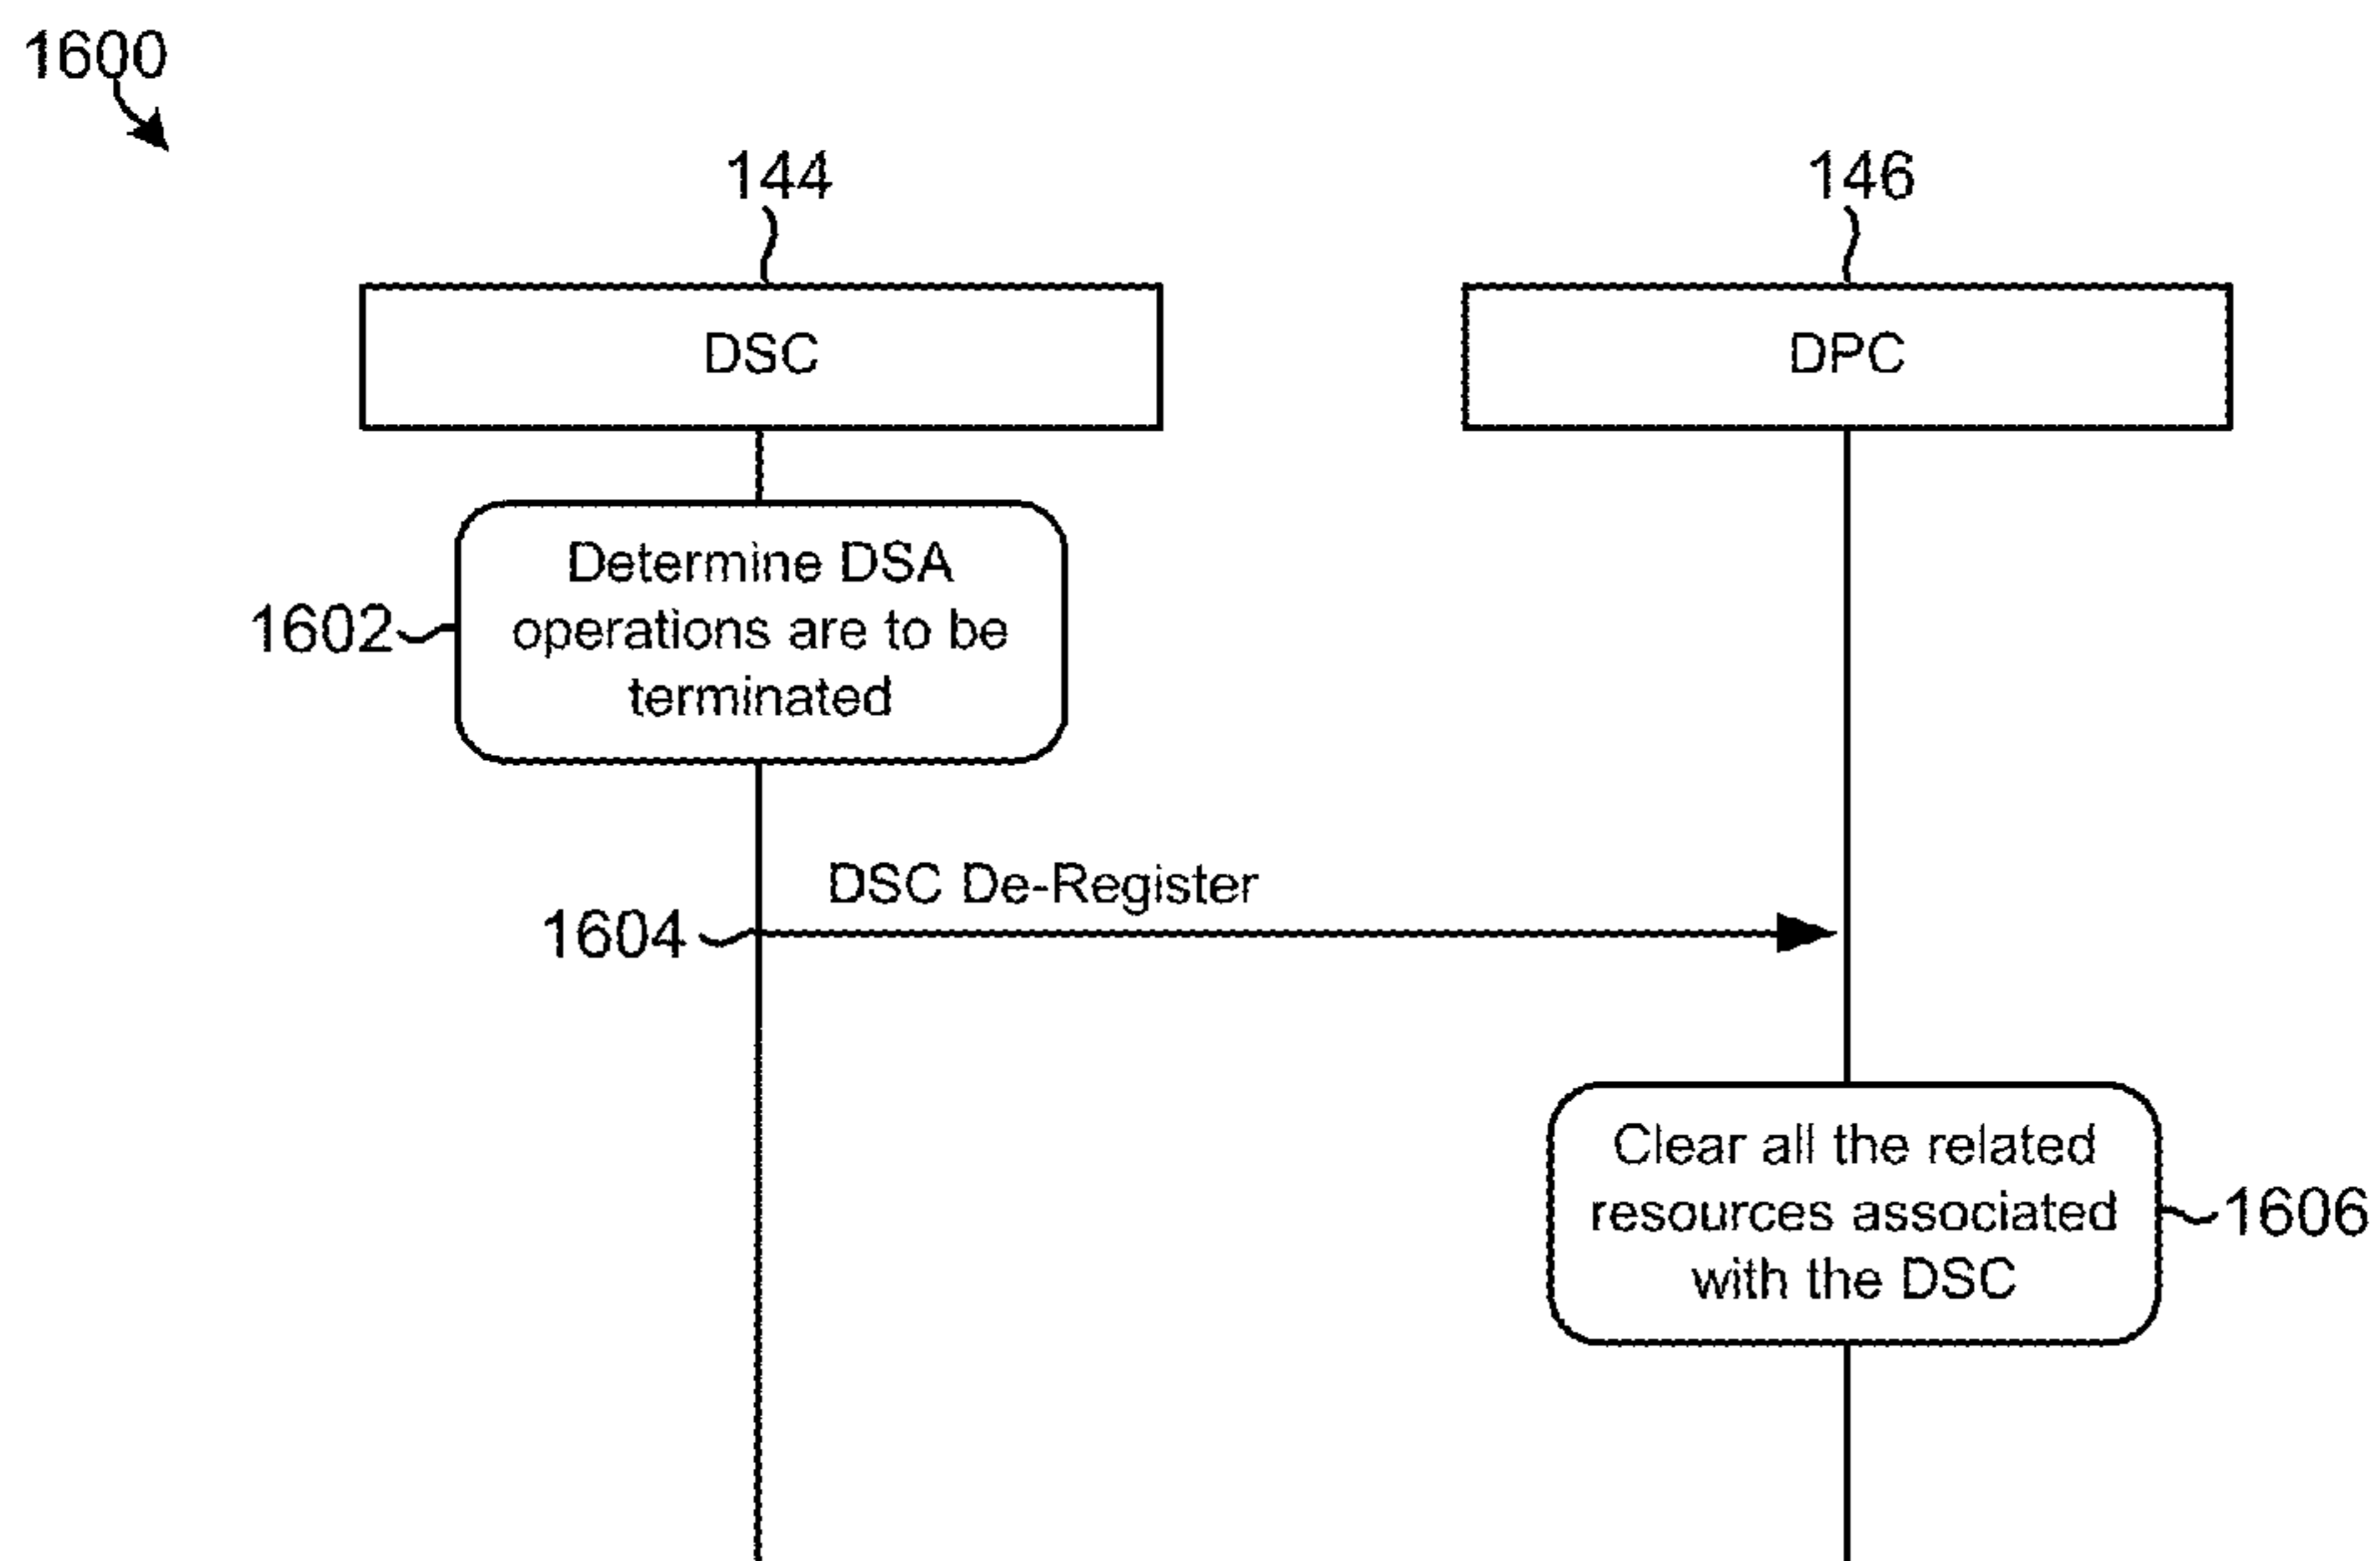 1600
144
146
DSC
DPC
Determine DSA
operations are to be
terminated
1602
DSC De-Register
1604
Clear all the related
resources associated
with the DSC
1606